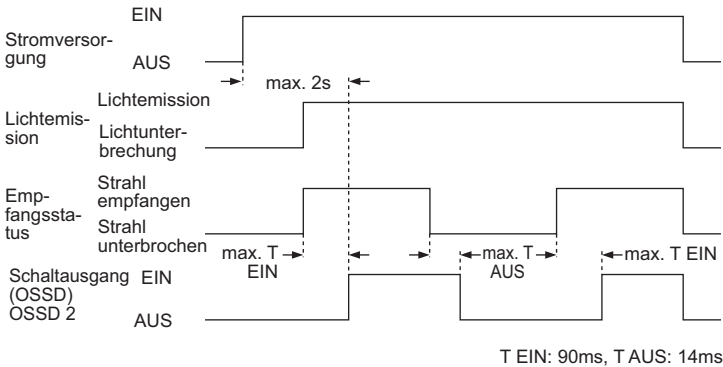 EIN
Stromversor-
gung
AUS
max. 2s
Lichtemission
Lichtemis-
sion
Lichtunter-
brechung
Strahl
empfangen
Emp-
fangssta-
tus
Strahl
unterbrochen
max. T
EIN
max. T
AUS
max. T EIN
Schaltausgang
(OSSD)
OSSD 2
EIN
AUS
T EIN: 90ms, T AUS: 14ms